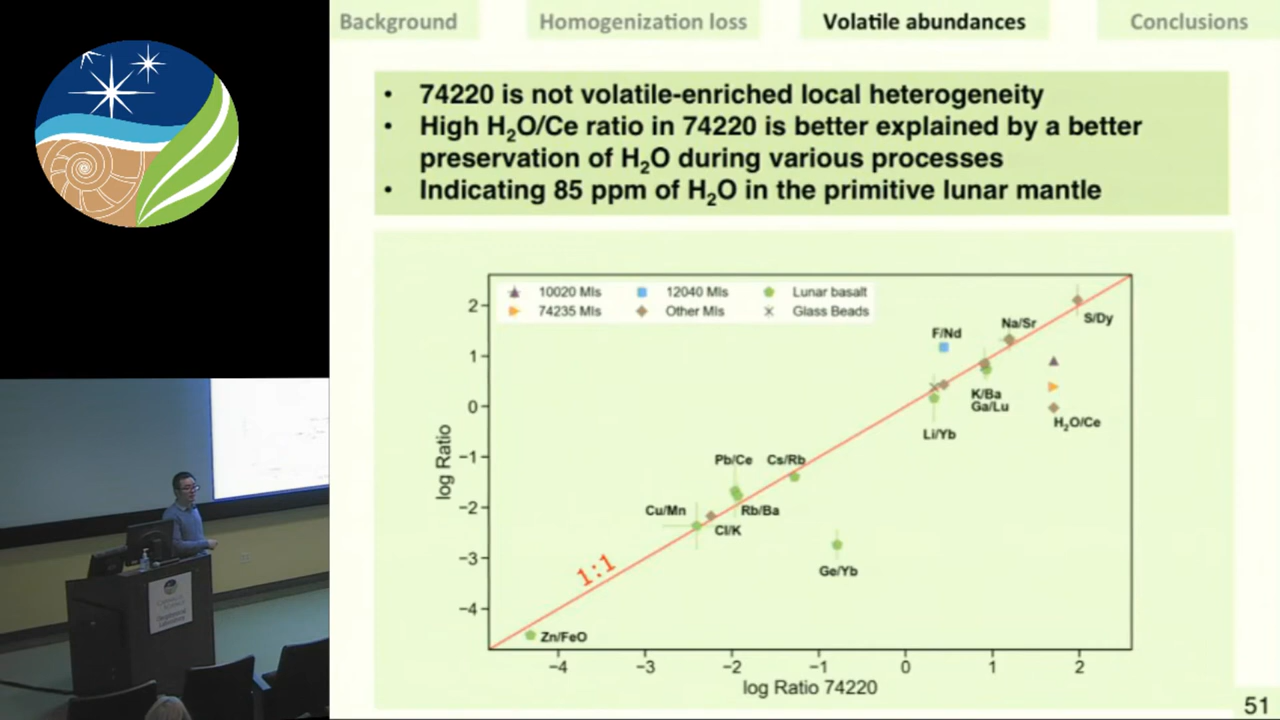 Background Homogenization loss Volatile abundances Conclusions
• 74220 is not volatile-enriched local heterogeneity
• High H₂O/Ce ratio in 74220 is better explained by a better
preservation of H₂O during various processes
• Indicating 85 ppm of H₂O in the primitive lunar mantle
10020 MIs 12040 MIs Lunar basalt
74235 MIs Other MIs Glass Beads
2
1
0
−1
−2
−3
−4
log Ratio
S/Dy
Na/Sr
F/Nd
K/Ba
Ga/Lu
H₂O/Ce
Li/Yb
Pb/Ce
Cs/Rb
Cu/Mn
Rb/Ba
Cl/K
Ge/Yb
1:1
Zn/FeO
−4 −3 −2 −1 0 1 2
log Ratio 74220
51